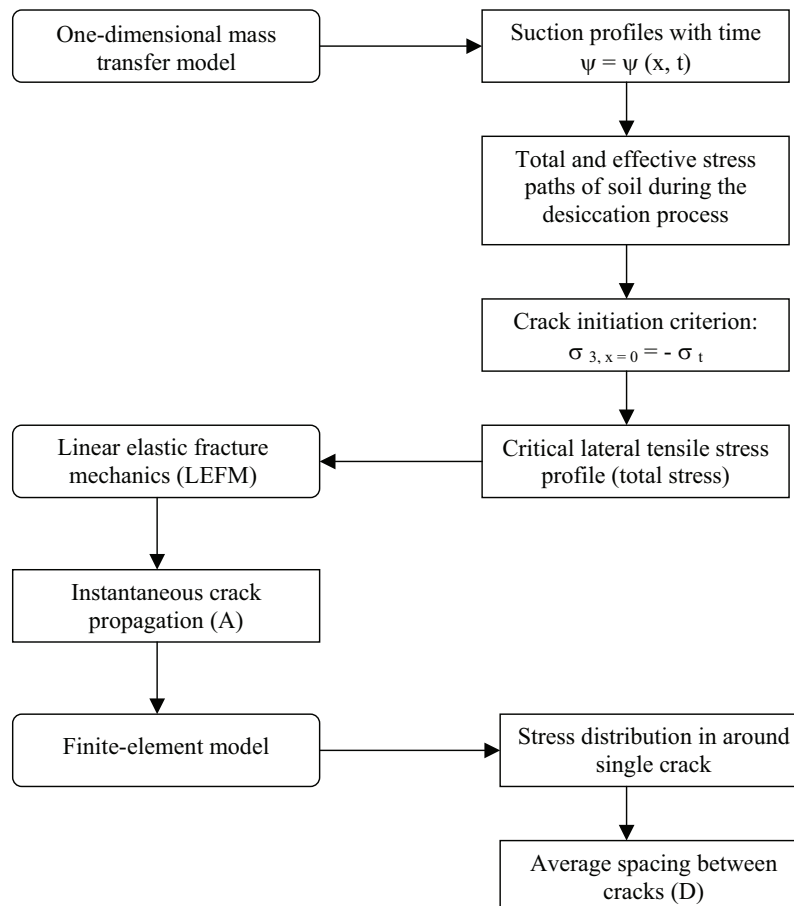 One-dimensional mass
transfer model
Suction profiles with time
ψ = ψ (x, t)
Total and effective stress
paths of soil during the
desiccation process
Crack initiation criterion:
σ 3, x = 0 = - σ t
Critical lateral tensile stress
profile (total stress)
Linear elastic fracture
mechanics (LEFM)
Instantaneous crack
propagation (A)
Finite-element model
Stress distribution in around
single crack
Average spacing between
cracks (D)